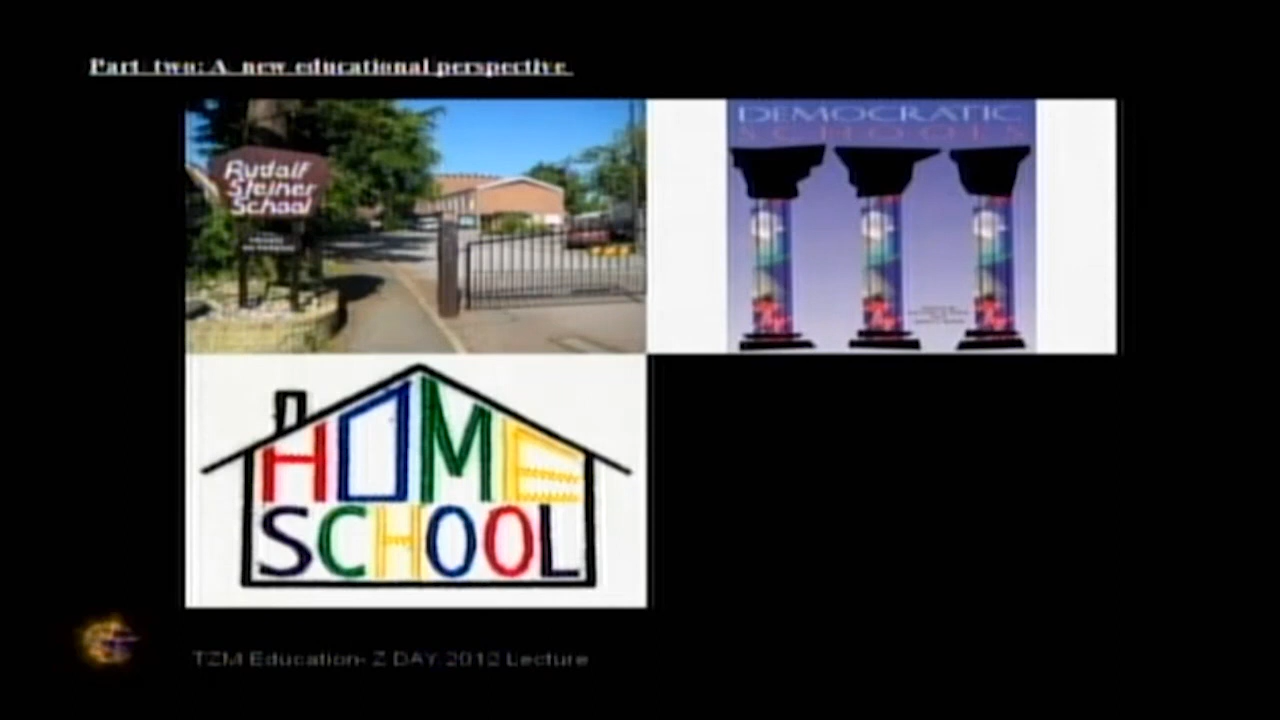 Part two: A new educational perspective
Rudolf
Steiner
School
DEMOCRATIC
SCHOOLS
HOME
SCHOOL
TZM Education- Z DAY 2012 Lecture